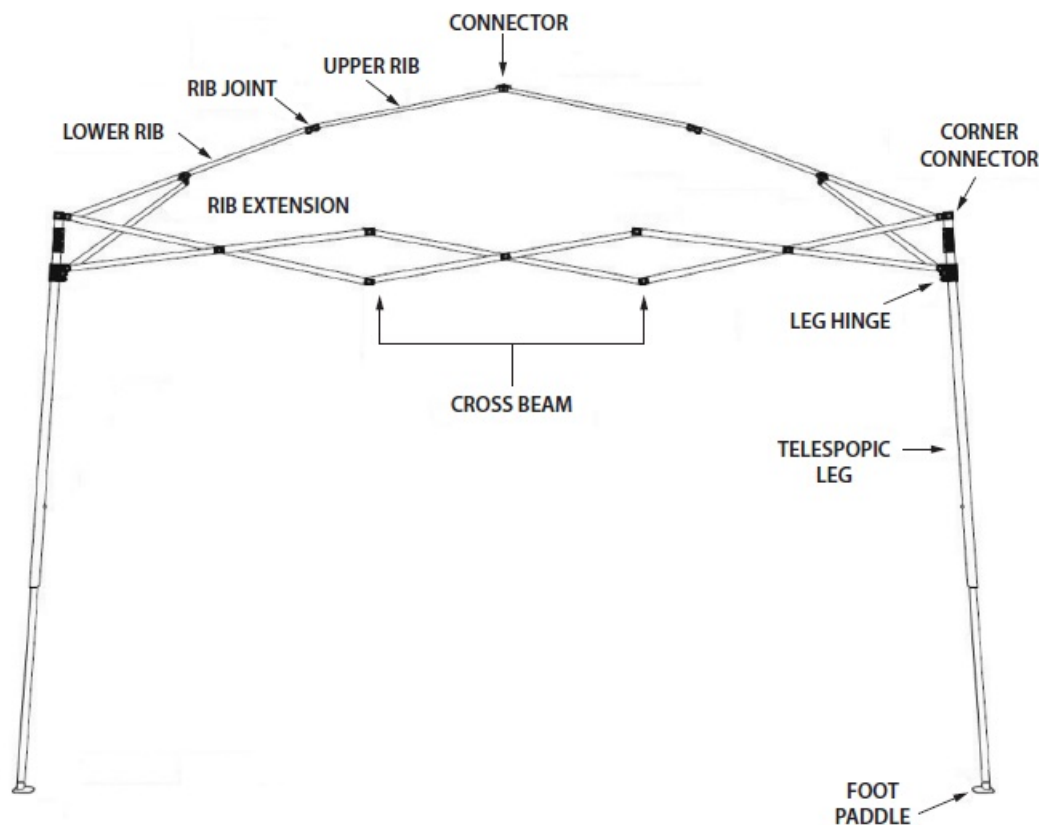 CONNECTOR
UPPER RIB
RIB JOINT
LOWER RIB
CORNER
CONNECTOR
RIB EXTENSION
LEG HINGE
CROSS BEAM
TELESPOPIC
LEG
FOOT
PADDLE